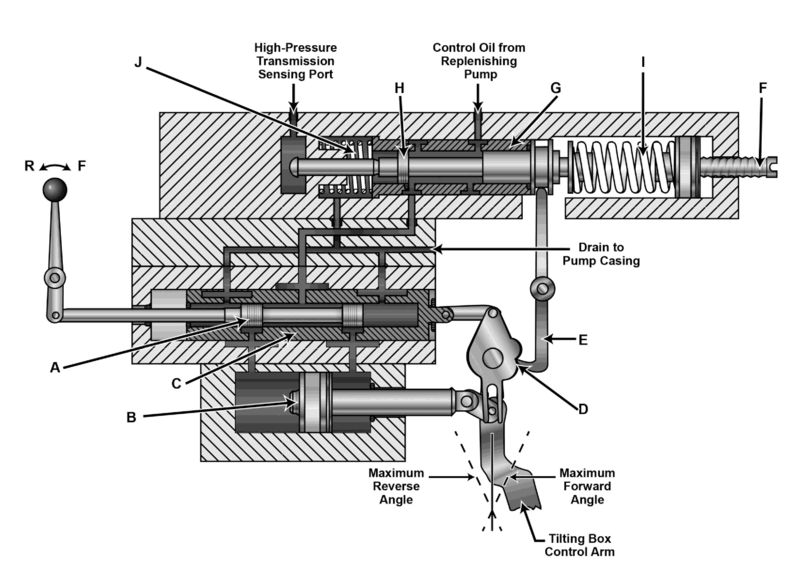 High-Pressure
Transmission
Sensing Port
Control Oil from
Replenishing
Pump
J
H
G
I
F
R
F
Drain to
Pump Casing
A
C
B
E
D
Maximum
Reverse
Angle
Maximum
Forward
Angle
Tilting Box
Control Arm